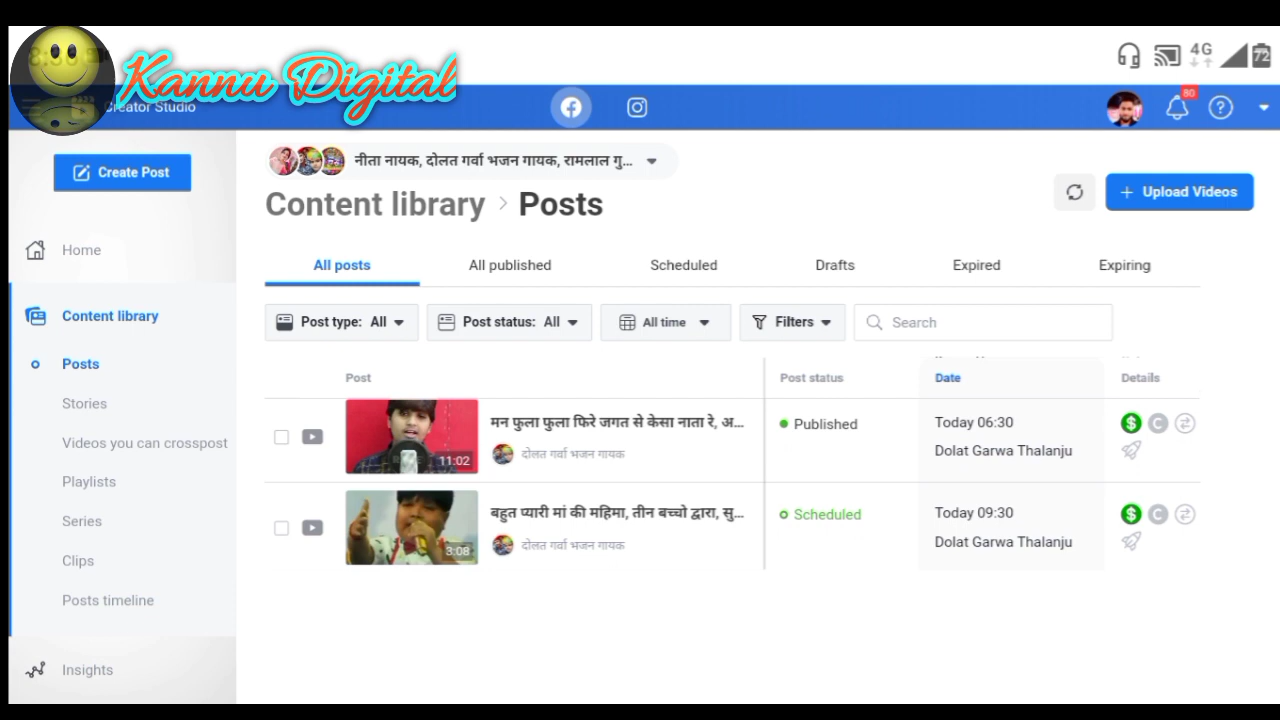 Kannu Digital
4G
72
Creator Studio
80
Create Post
नीता नायक, दोलत गर्वा भजन गायक, रामलाल गु...
Content library > Posts
Upload Videos
Home
All posts
All published
Scheduled
Drafts
Expired
Expiring
Content library
Post type: All
Post status: All
All time
Filters
Search
Posts
Stories
Videos you can crosspost
Playlists
Series
Clips
Posts timeline
Insights
Post
Post status
Date
Details
11:02
मन फुला फुला फिरे जगत से केसा नाता रे, अ...
दोलत गर्वा भजन गायक
Published
Today 06:30
Dolat Garwa Thalanju
3:08
बहुत प्यारी मां की महिमा, तीन बच्चो द्वारा, सु...
दोलत गर्वा भजन गायक
Scheduled
Today 09:30
Dolat Garwa Thalanju